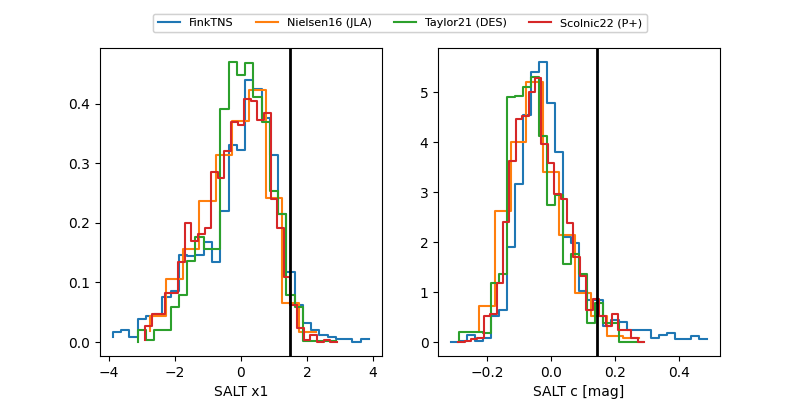 FinkTNS Nielsen16 (JLA) Taylor21 (DES) Scolnic22 (P+)
0.4
0.3
0.2
0.1
0.0
−4 −2 0 2 4
SALT x1
5
4
3
2
1
0
−0.2 0.0 0.2 0.4
SALT c [mag]